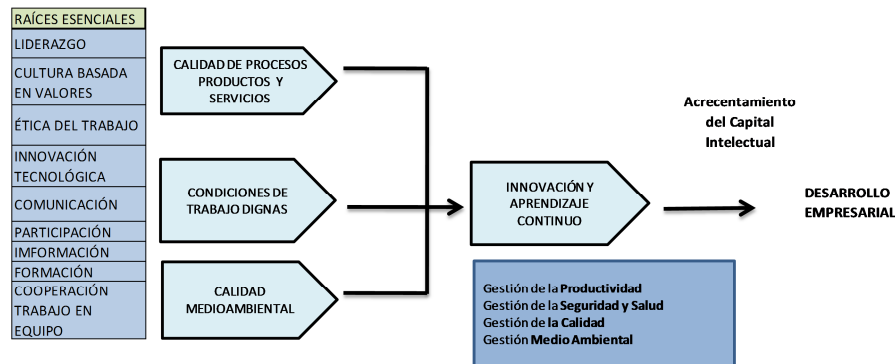 RAÍCES ESENCIALES
LIDERAZGO
CULTURA BASADA
EN VALORES
ÉTICA DEL TRABAJO
INNOVACIÓN
TECNOLÓGICA
COMUNICACIÓN
PARTICIPACIÓN
IMFORMACIÓN
FORMACIÓN
COOPERACIÓN
TRABAJO EN
EQUIPO
CALIDAD DE PROCESOS
PRODUCTOS Y
SERVICIOS
CONDICIONES DE
TRABAJO DIGNAS
CALIDAD
MEDIOAMBIENTAL
INNOVACIÓN Y
APRENDIZAJE
CONTINUO
Gestión de la Productividad
Gestión de la Seguridad y Salud
Gestión de la Calidad
Gestión Medio Ambiental
Acrecentamiento
del Capital
Intelectual
DESARROLLO
EMPRESARIAL